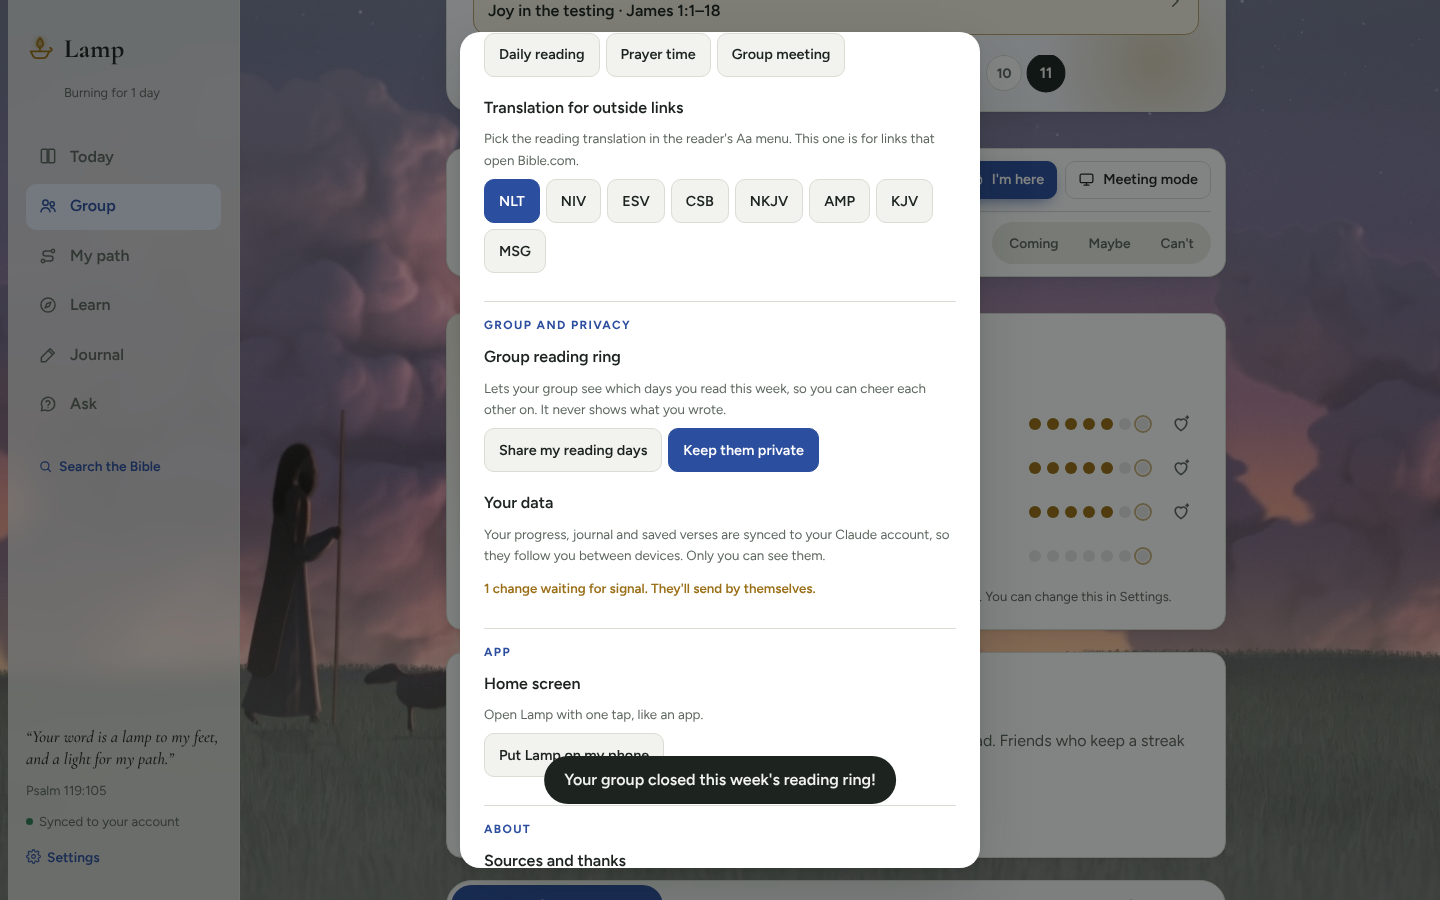 Lamp
Burning for 1 day
Today
Group
My path
Learn
Journal
Ask
Search the Bible
“Your word is a lamp to my feet,
and a light for my path.”
Psalm 119:105
Synced to your account
Settings
Joy in the testing · James 1:1–18
10
11
Daily reading
Prayer time
Group meeting
Translation for outside links
Pick the reading translation in the reader's Aa menu. This one is for links that
open Bible.com.
NLT
NIV
ESV
CSB
NKJV
AMP
KJV
MSG
GROUP AND PRIVACY
Group reading ring
Lets your group see which days you read this week, so you can cheer each
other on. It never shows what you wrote.
Share my reading days
Keep them private
Your data
Your progress, journal and saved verses are synced to your Claude account, so
they follow you between devices. Only you can see them.
1 change waiting for signal. They'll send by themselves.
APP
Home screen
Open Lamp with one tap, like an app.
Put Lamp on my phone
Your group closed this week's reading ring!
ABOUT
Sources and thanks
I'm here
Meeting mode
Coming
Maybe
Can't
. You can change this in Settings.
d. Friends who keep a streak